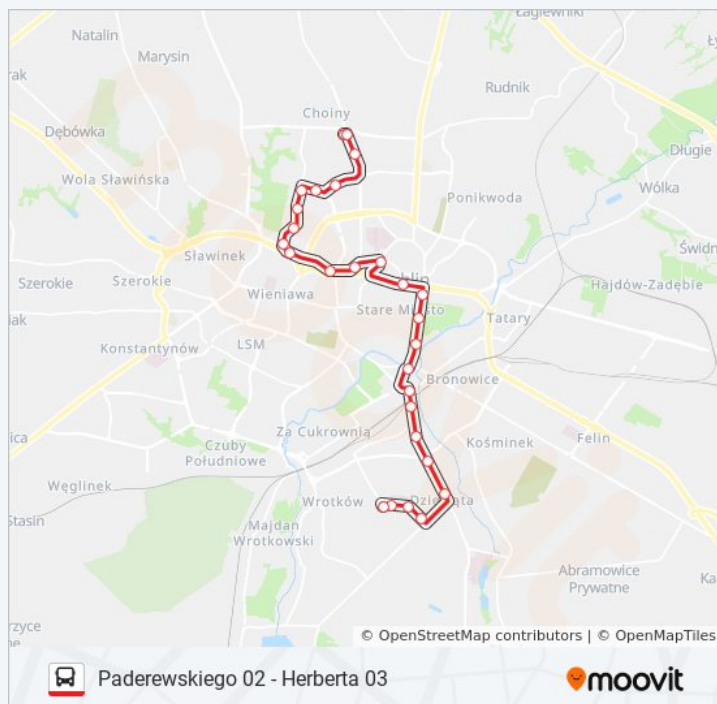 Łagiewniki
Natalin
Marysin
Rudnik
Choiny
Dębówka
Długie
Wola Sławińska
Wólka
Ponikwoda
Sławinek
Szerokie
Szerokie
Hajdów-Zadębie
Wieniawa
Stare Miasto
Tatary
Konstantynów
LSM
Bronowice
Za Cukrownią
Felin
Czuby
Południowe
Kośminek
Węglinek
Wrotków
Dziesiąta
Stasin
Majdan
Wrotkowski
Abramowice
Prywatne
© OpenStreetMap contributors | © OpenMapTiles
Paderewskiego 02 - Herberta 03
moovit